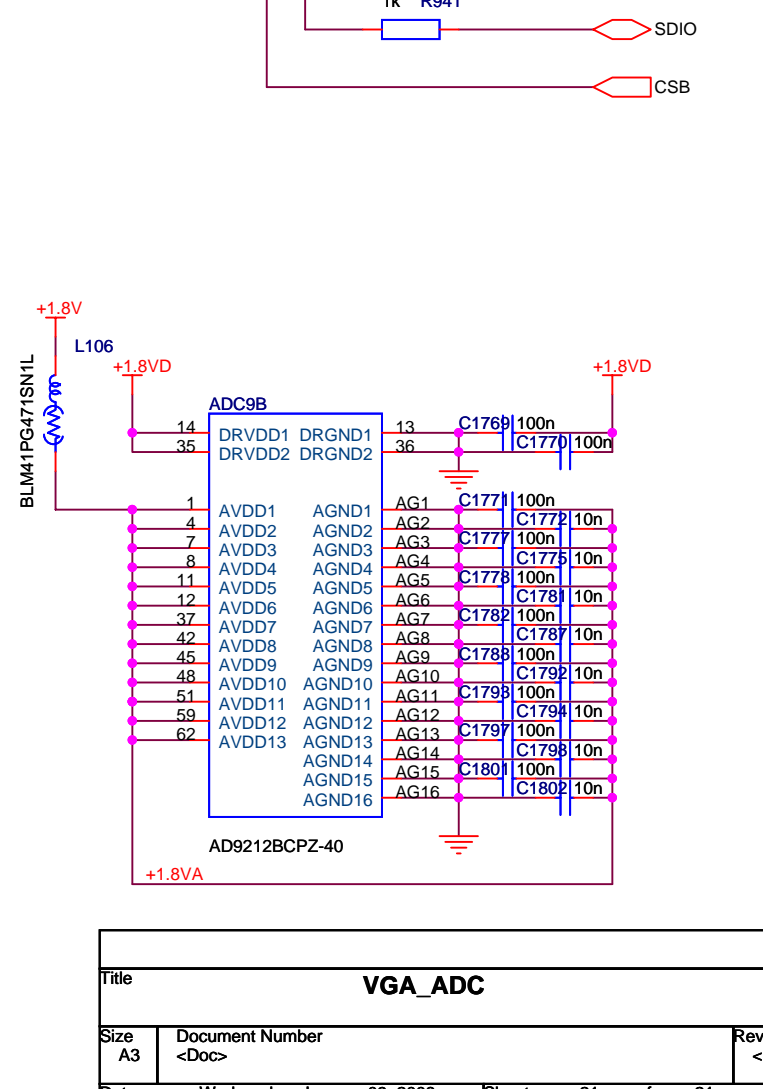 1k R941
SDIO
CSB
+1.8V
L106
BLM41PG471SN1L
+1.8VD
+1.8VD
ADC9B
14 DRVDD1 DRGND1 13 C1769 100n
35 DRVDD2 DRGND2 36 C1770 100n
1 AVDD1 AGND1 AG1 C1771 100n
4 AVDD2 AGND2 AG2 C1772 10n
7 AVDD3 AGND3 AG3 C1777 100n
8 AVDD4 AGND4 AG4 C1775 10n
11 AVDD5 AGND5 AG5 C1778 100n
12 AVDD6 AGND6 AG6 C1781 10n
37 AVDD7 AGND7 AG7 C1782 100n
42 AVDD8 AGND8 AG8 C1787 10n
45 AVDD9 AGND9 AG9 C1788 100n
48 AVDD10 AGND10 AG10 C1792 10n
51 AVDD11 AGND11 AG11 C1793 100n
59 AVDD12 AGND12 AG12 C1794 10n
62 AVDD13 AGND13 AG13 C1797 100n
AGND14 AG14 C1798 10n
AGND15 AG15 C1801 100n
AGND16 AG16 C1802 10n
AD9212BCPZ-40
+1.8VA
Title
VGA_ADC
Size Document Number Rev
A3 <Doc> <